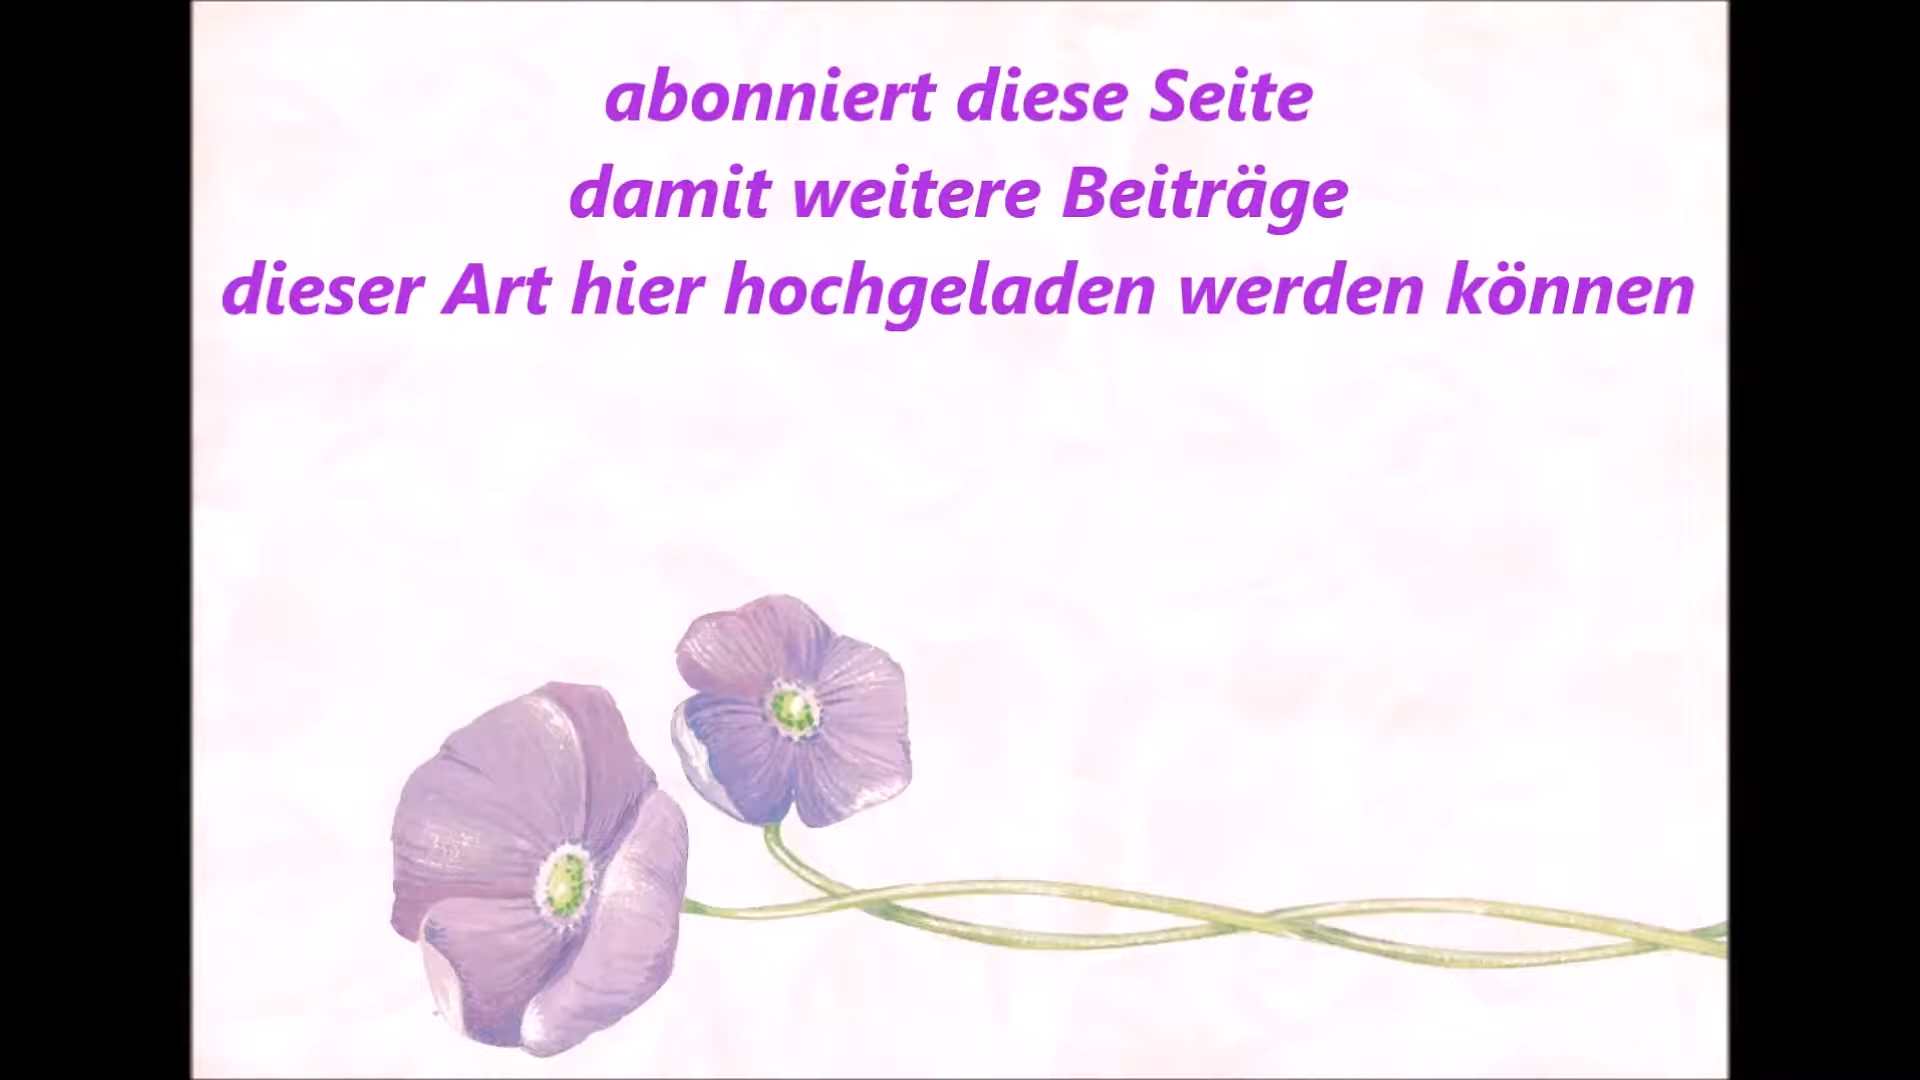 abonniert diese Seite
damit weitere Beiträge
dieser Art hier hochgeladen werden können